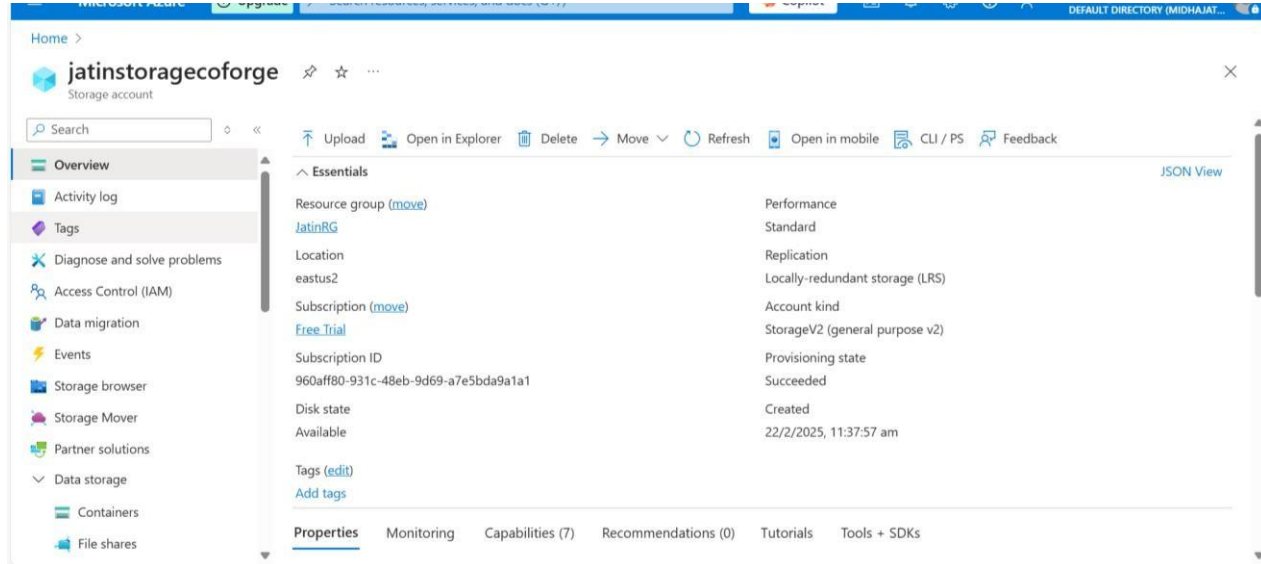 Microsoft Azure
Upgrade
Search resources, services, and docs (G+/)
Copilot
DEFAULT DIRECTORY (MIDHAJAT...
Home >
jatinstoragecoforge
Storage account
Search
Overview
Activity log
Tags
Diagnose and solve problems
Access Control (IAM)
Data migration
Events
Storage browser
Storage Mover
Partner solutions
Data storage
Containers
File shares
Upload Open in Explorer Delete Move Refresh Open in mobile CLI / PS Feedback
Essentials
JSON View
Resource group (move)
JatinRG
Location
eastus2
Subscription (move)
Free Trial
Subscription ID
960aff80-931c-48eb-9d69-a7e5bda9a1a1
Disk state
Available
Performance
Standard
Replication
Locally-redundant storage (LRS)
Account kind
StorageV2 (general purpose v2)
Provisioning state
Succeeded
Created
22/2/2025, 11:37:57 am
Tags (edit)
Add tags
Properties Monitoring Capabilities (7) Recommendations (0) Tutorials Tools + SDKs